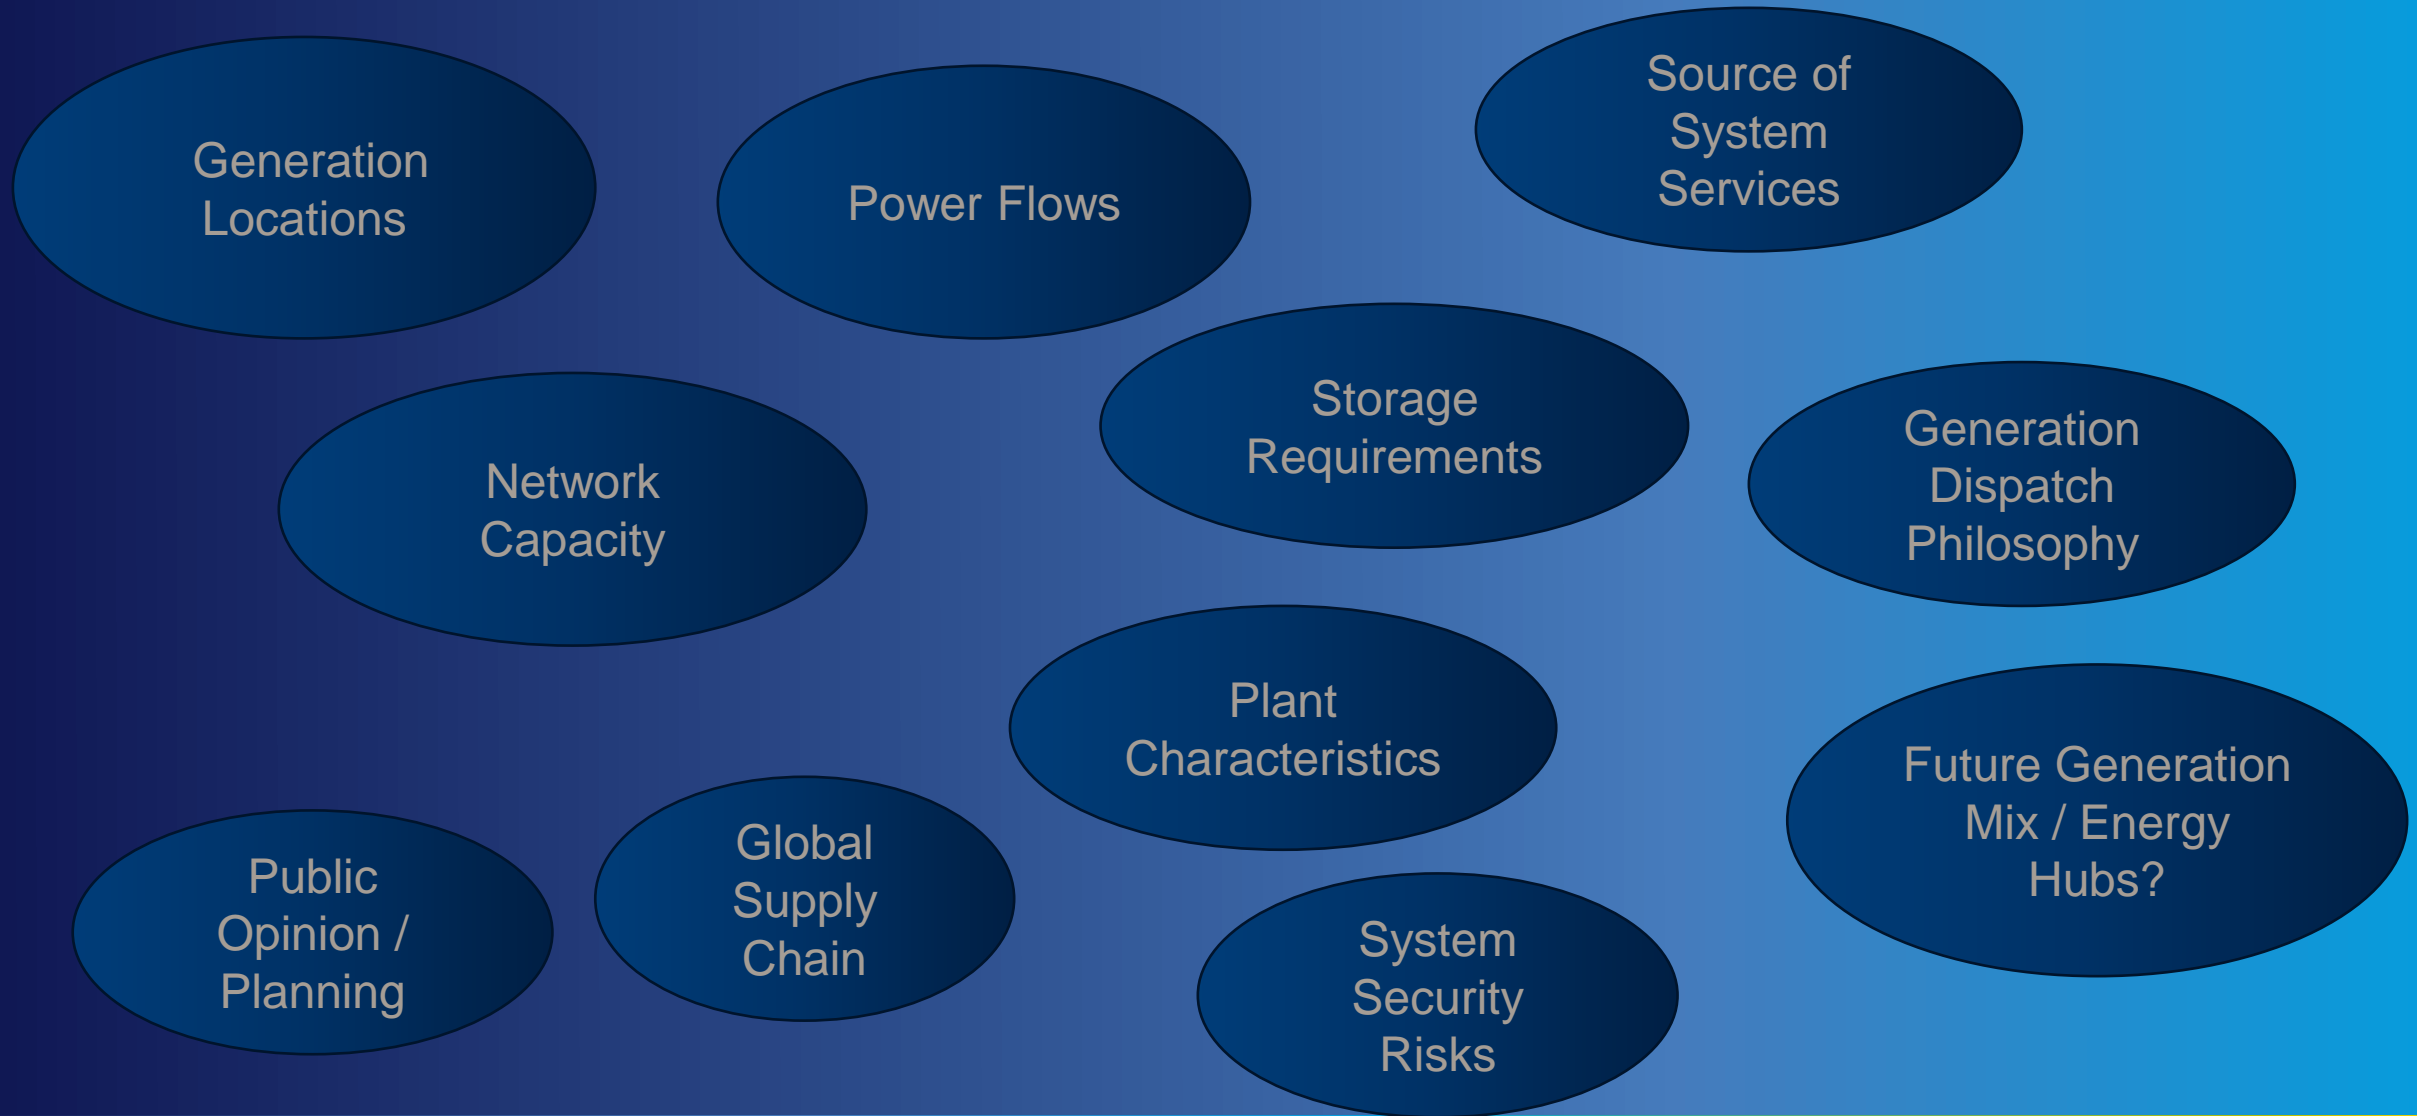 Generation
Locations
Power Flows
Source of
System
Services
Network
Capacity
Storage
Requirements
Generation
Dispatch
Philosophy
Plant
Characteristics
Future Generation
Mix / Energy
Hubs?
Public
Opinion /
Planning
Global
Supply
Chain
System
Security
Risks